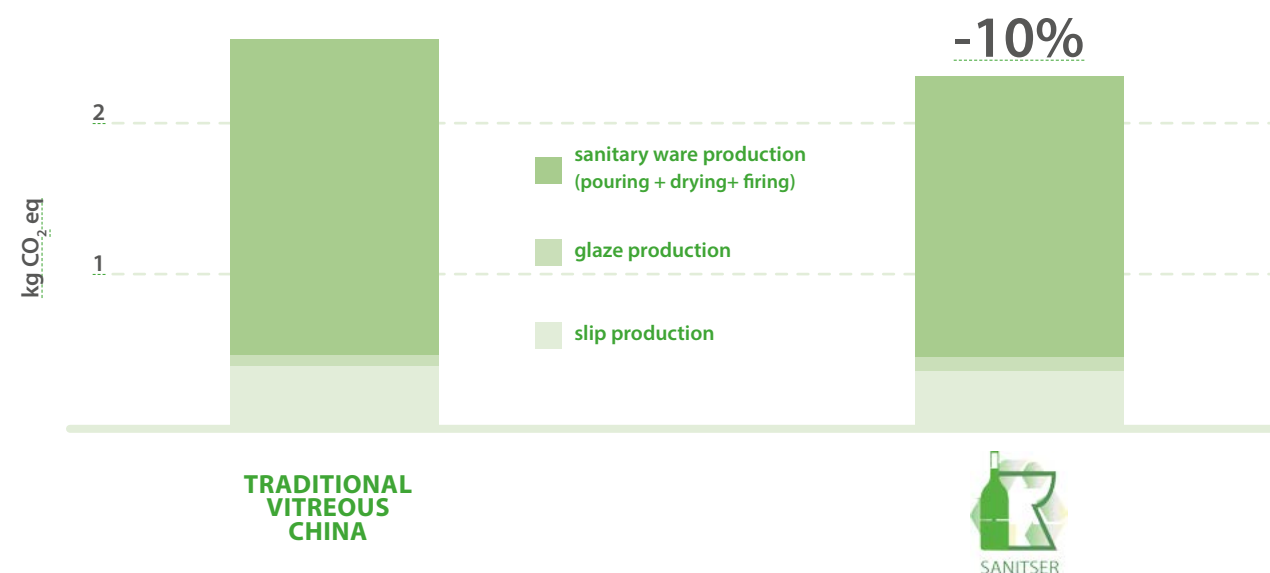 -10%
2
sanitary ware production
(pouring + drying+ firing)
kg CO₂ eq
glaze production
1
slip production
TRADITIONAL
VITREOUS
CHINA
SANITSER